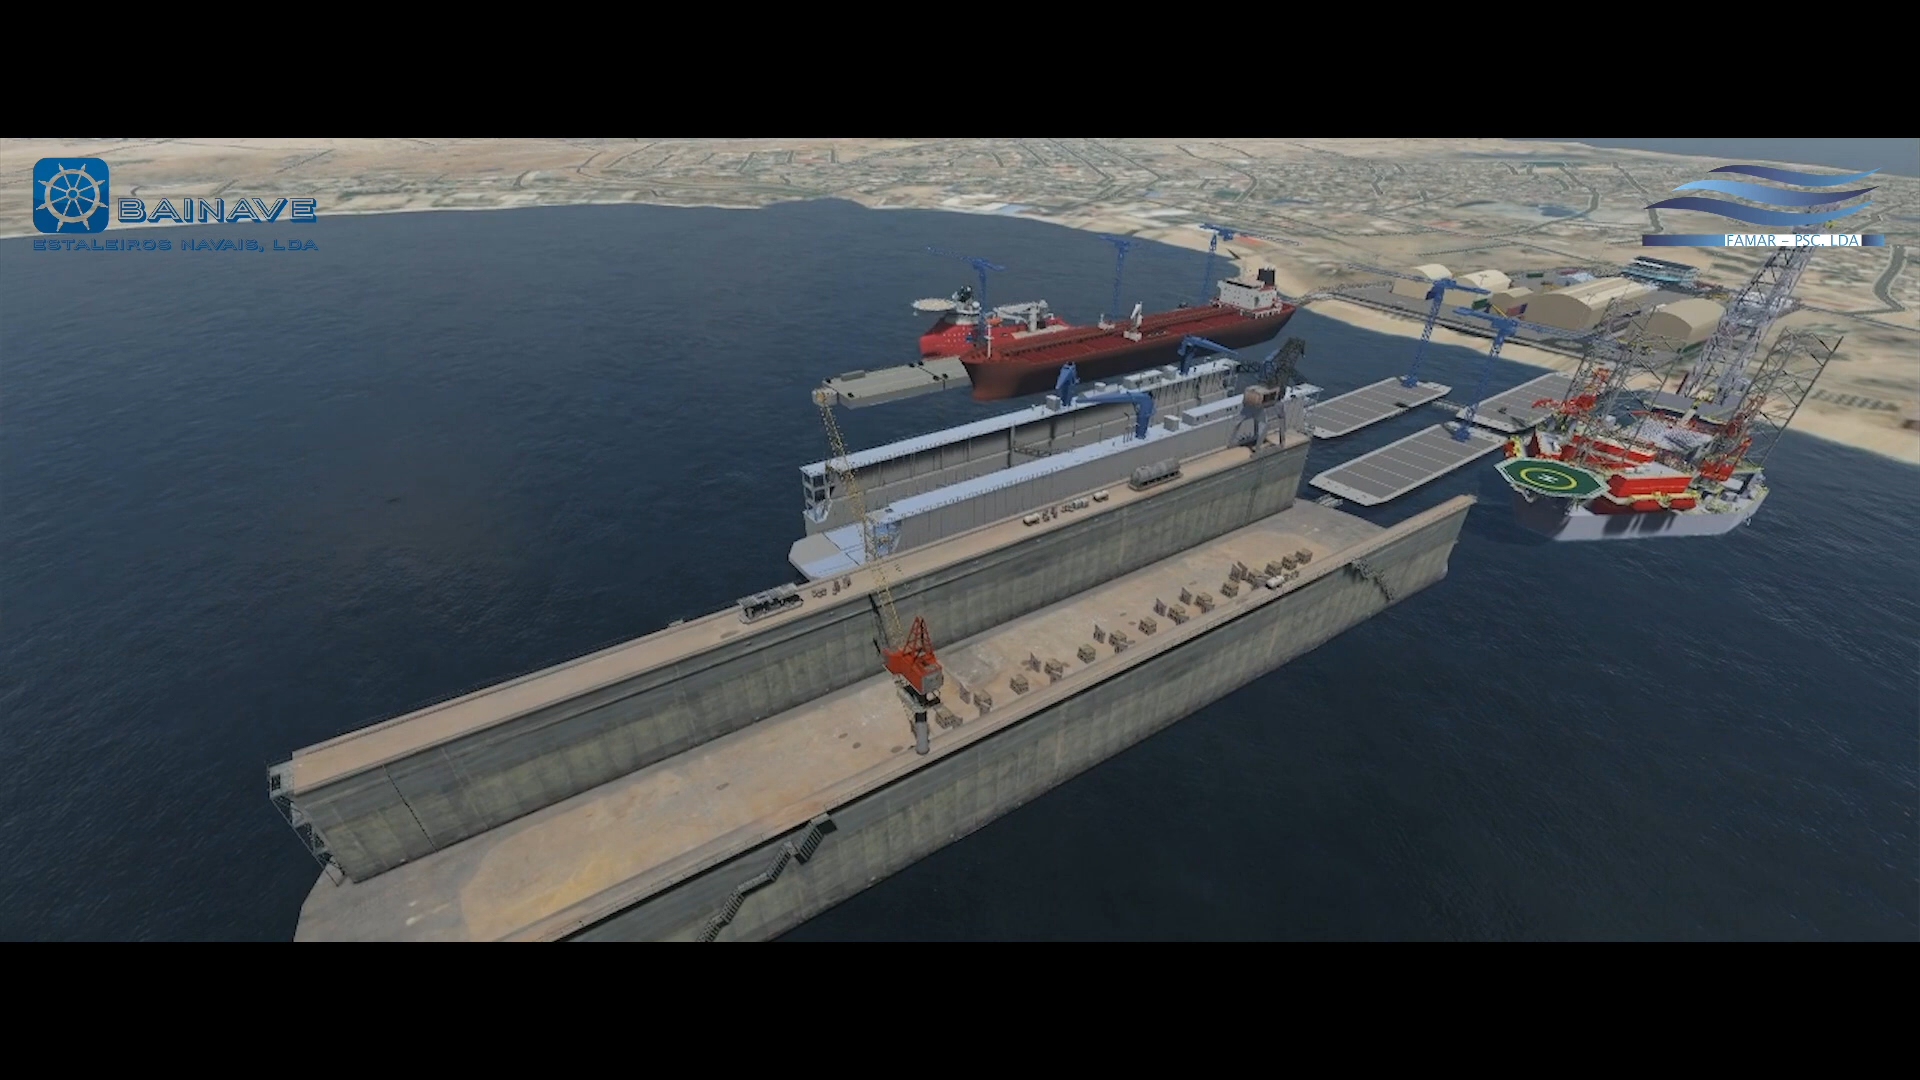 BAINAVE
ESTALEIROS NAVAIS, LDA
FAMAR – PSC, LDA
H